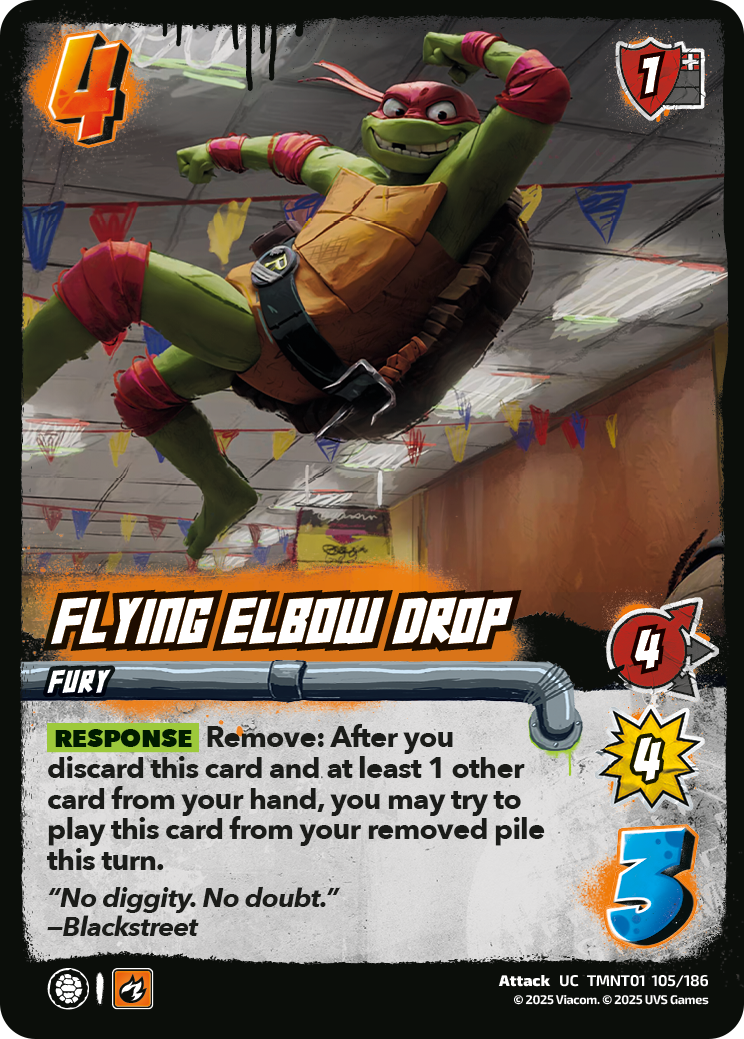 4
1
FLYING ELBOW DROP
4
FURY
RESPONSE Remove: After you
discard this card and at least 1 other
card from your hand, you may try to
play this card from your removed pile
this turn.
4
“No diggity. No doubt.”
–Blackstreet
3
Attack UC TMNT01 105/186
© 2025 Viacom. © 2025 UVS Games